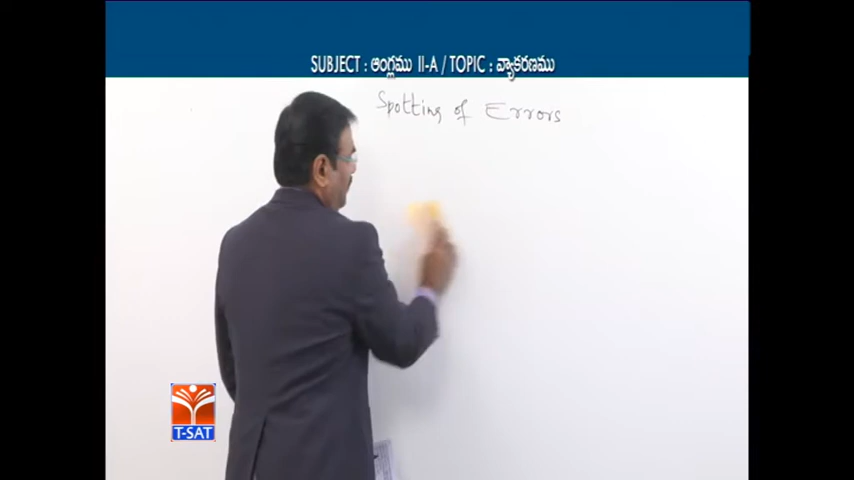 SUBJECT : ఆంగ్లము II-A / TOPIC : వ్యాకరణము
Spotting of Errors
T-SAT